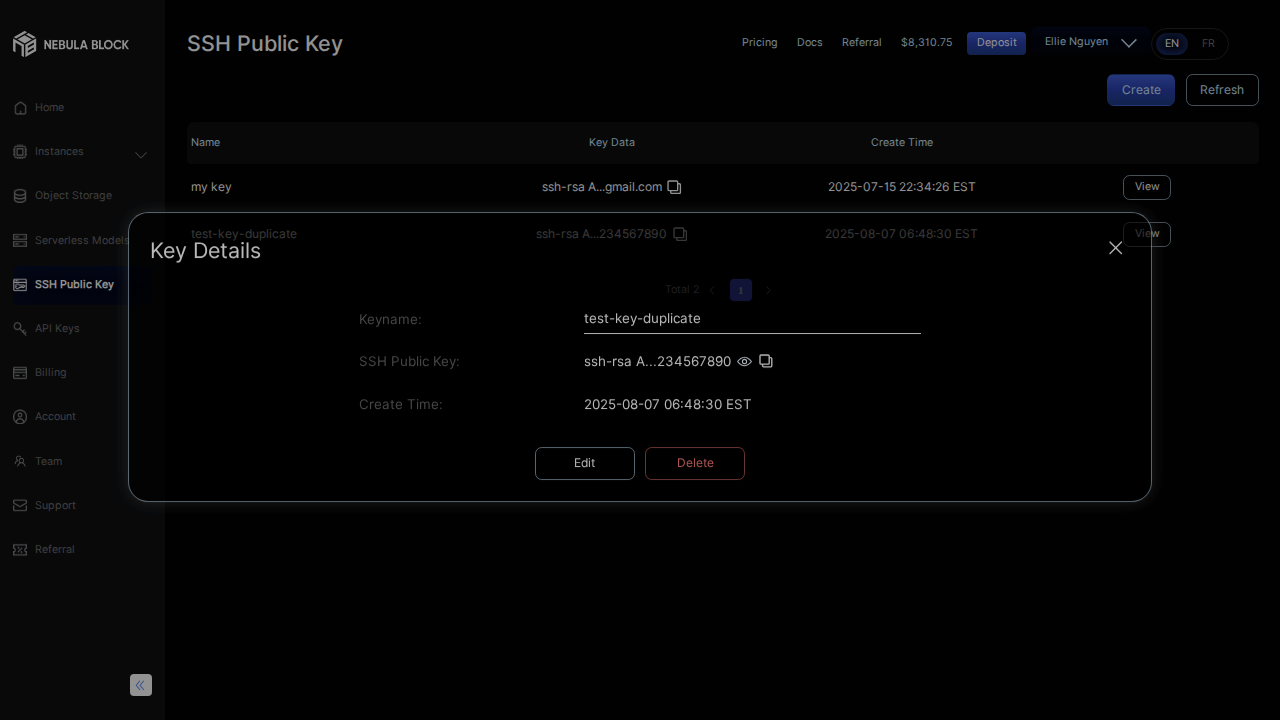 NEBULA BLOCK
SSH Public Key
Pricing
Docs
Referral
$8,310.75
Deposit
Ellie Nguyen
EN
FR
Create
Refresh
Home
Instances
Object Storage
Serverless Models
SSH Public Key
API Keys
Billing
Account
Team
Support
Referral
Name
Key Data
Create Time
my key
ssh-rsa A...gmail.com
2025-07-15 22:34:26 EST
View
test-key-duplicate
ssh-rsa A...234567890
2025-08-07 06:48:30 EST
View
Total 2
1
Key Details
Keyname:
test-key-duplicate
SSH Public Key:
ssh-rsa A...234567890
Create Time:
2025-08-07 06:48:30 EST
Edit
Delete